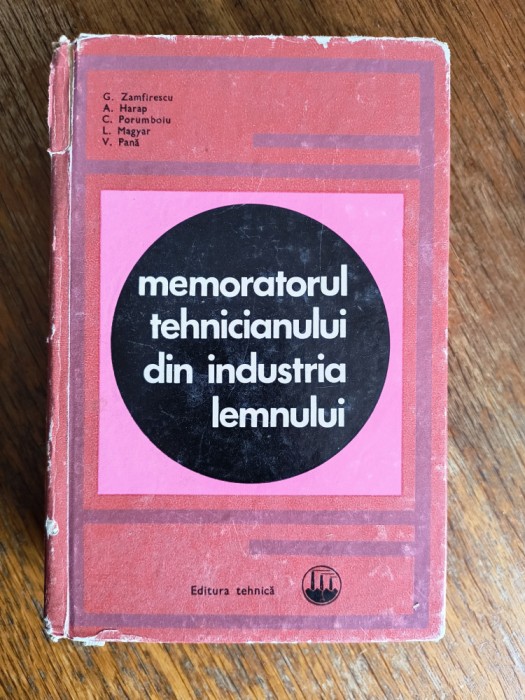 G. Zamfirescu
A. Harap
C. Porumboiu
L. Magyar
V. Pană
memoratorul
tehnicianului
din industria
lemnului
Editura tehnică